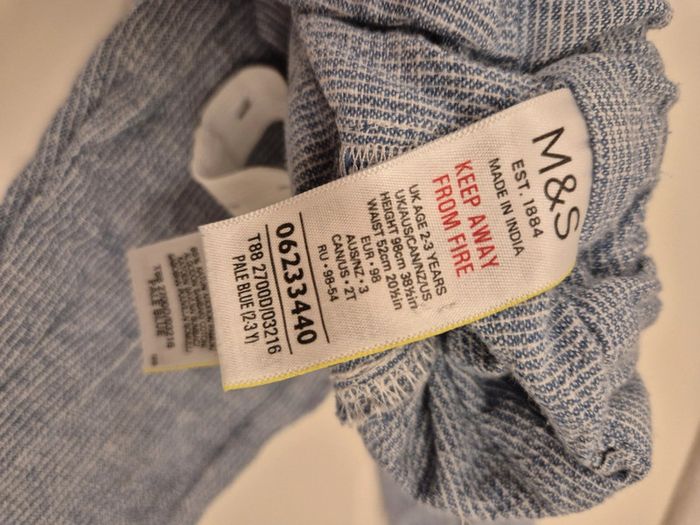 M&S
EST. 1884
MADE IN INDIA
KEEP AWAY
FROM FIRE
UK AGE 2-3 YEARS
UK/AUS/CAN/NZ/US
HEIGHT 98cm 38½in
WAIST 52cm 20½in
EUR • 98
AUS/NZ • 3
CAN/US • 2T
RU • 98-54
06233440
T88 2700D/03216
PALE BLUE (2-3 Y)
PALE BLUE